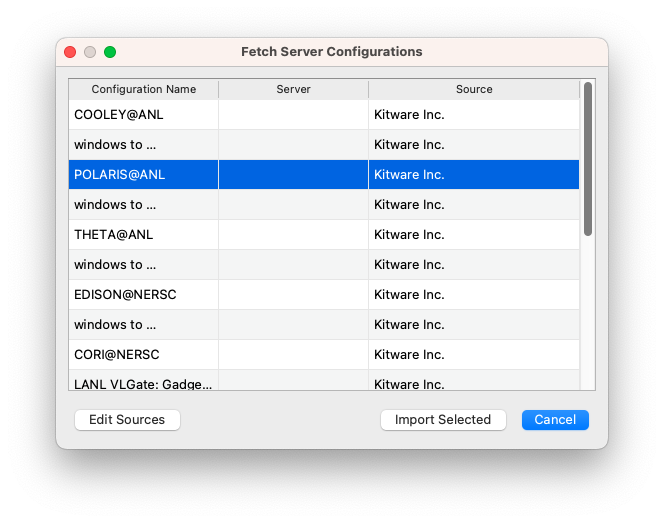 Fetch Server Configurations
Configuration Name Server Source
COOLEY@ANL Kitware Inc.
windows to ... Kitware Inc.
POLARIS@ANL Kitware Inc.
windows to ... Kitware Inc.
THETA@ANL Kitware Inc.
windows to ... Kitware Inc.
EDISON@NERSC Kitware Inc.
windows to ... Kitware Inc.
CORI@NERSC Kitware Inc.
LANL VLGate: Gadge... Kitware Inc.
Edit Sources Import Selected Cancel